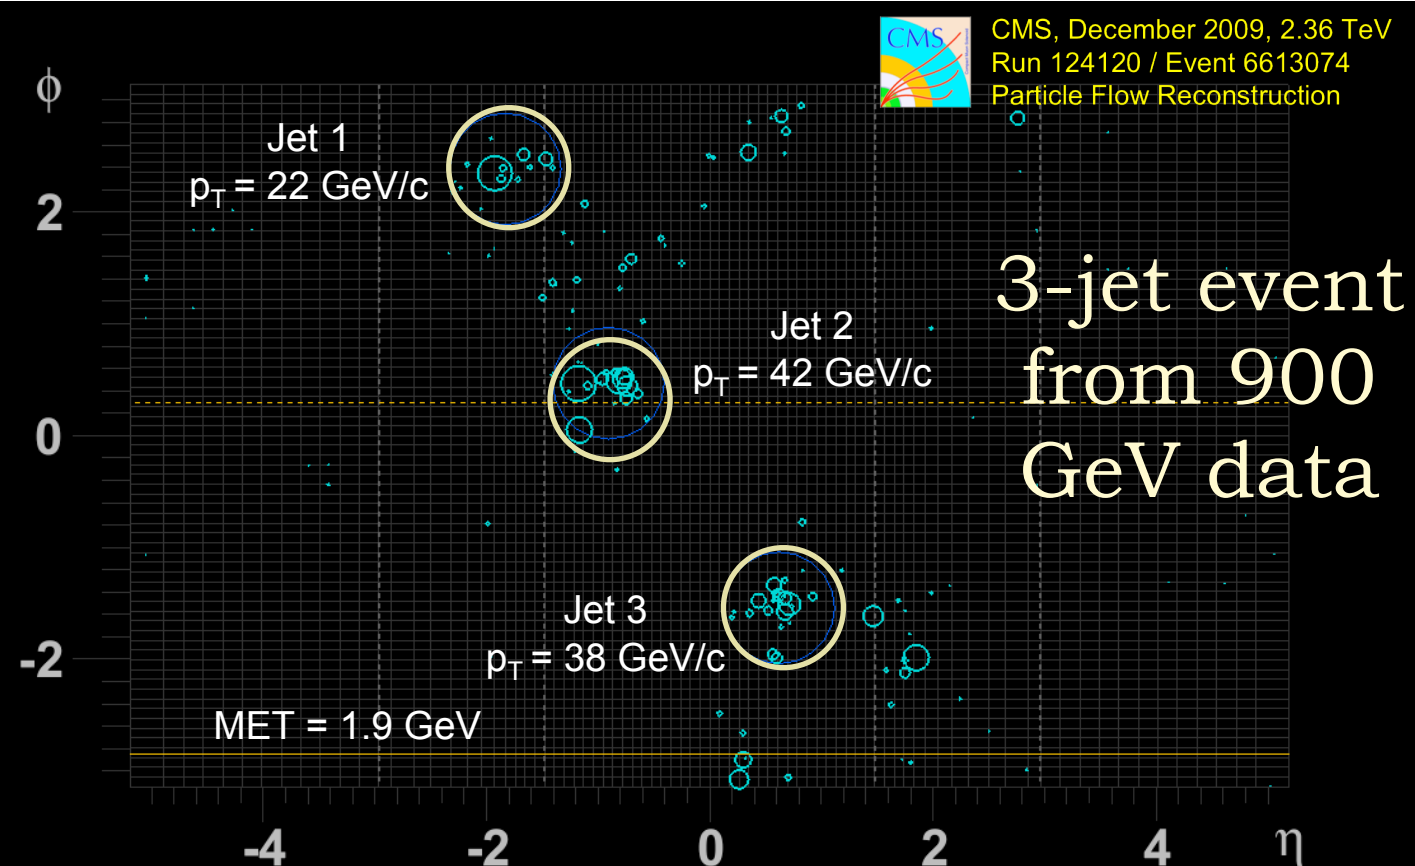 CMS
CMS, December 2009, 2.36 TeV
Run 124120 / Event 6613074
Particle Flow Reconstruction
ϕ
Jet 1
pT = 22 GeV/c
2
3-jet event
from 900
GeV data
Jet 2
pT = 42 GeV/c
0
Jet 3
pT = 38 GeV/c
-2
MET = 1.9 GeV
-4 -2 0 2 4 η